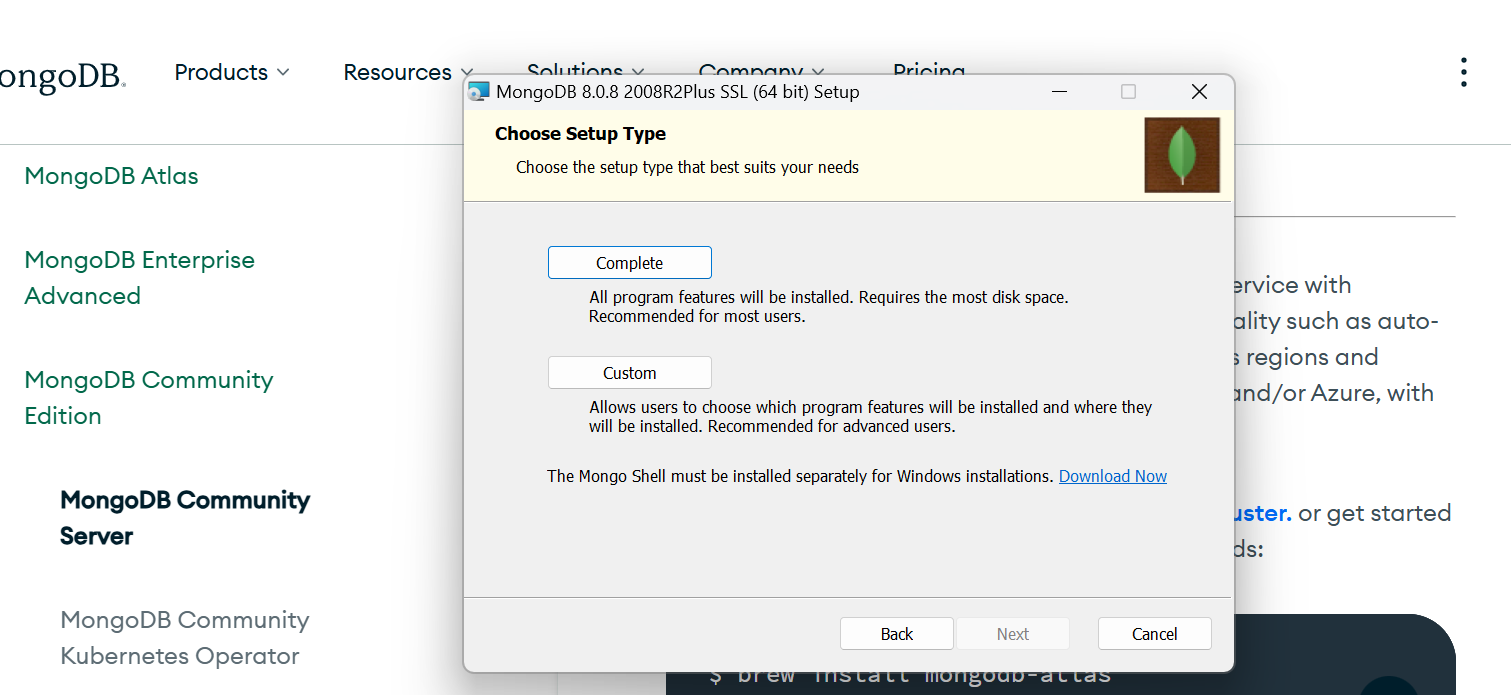 ongoDB.
Products
Resources
Solutions
Company
Pricing
MongoDB 8.0.8 2008R2Plus SSL (64 bit) Setup
Choose Setup Type
Choose the setup type that best suits your needs
Complete
All program features will be installed. Requires the most disk space.
Recommended for most users.
Custom
Allows users to choose which program features will be installed and where they
will be installed. Recommended for advanced users.
The Mongo Shell must be installed separately for Windows installations. Download Now
Back
Next
Cancel
MongoDB Atlas
MongoDB Enterprise
Advanced
MongoDB Community
Edition
MongoDB Community
Server
MongoDB Community
Kubernetes Operator
ervice with
ality such as auto-
s regions and
and/or Azure, with
uster. or get started
ds:
$ brew install mongodb-atlas